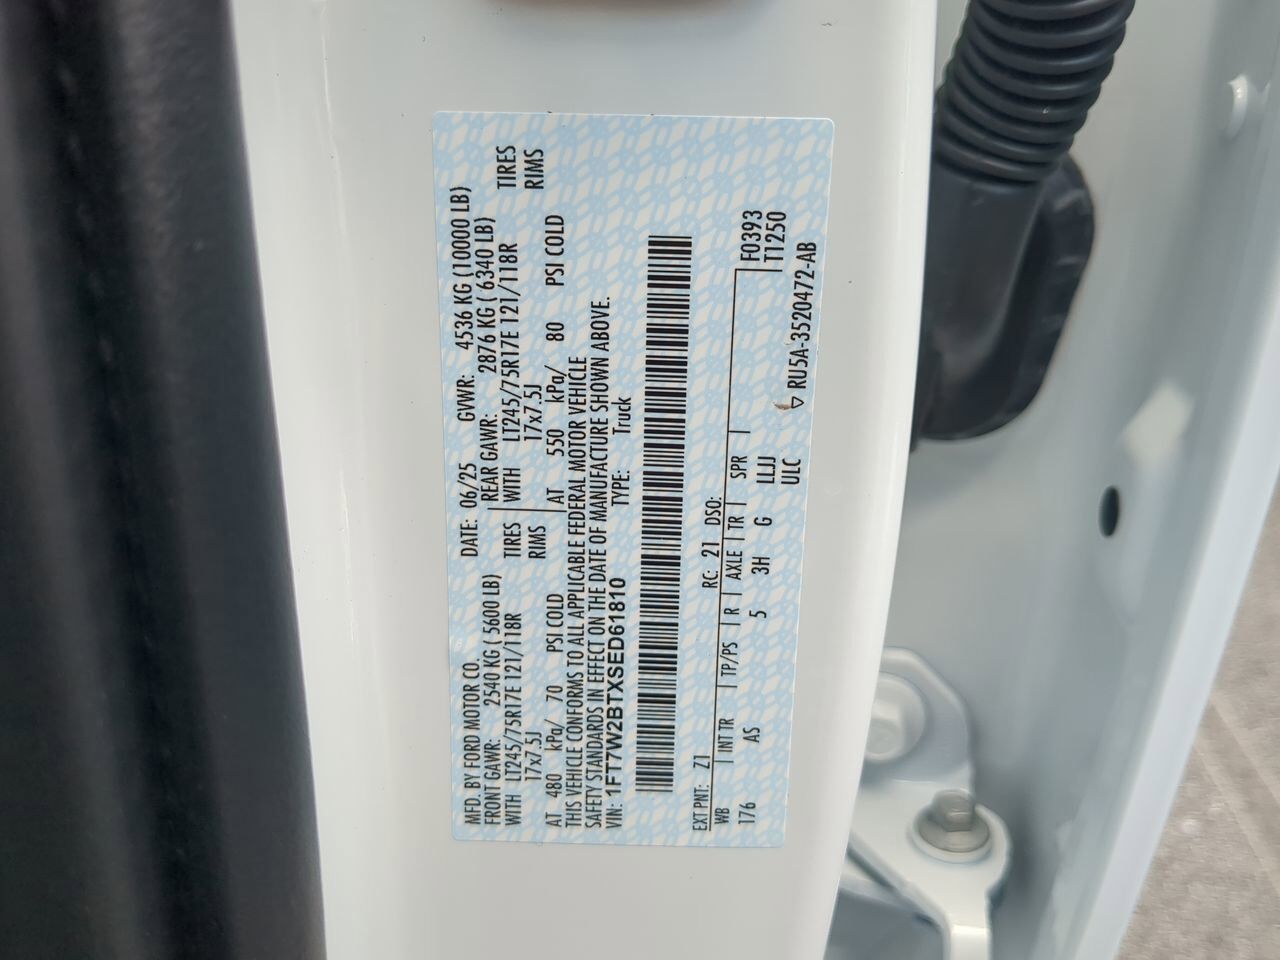 MFD. BY FORD MOTOR CO. DATE: 06/25 GVWR: 4536 KG (10000 LB)
FRONT GAWR: 2540 KG ( 5600 LB) REAR GAWR: 2876 KG ( 6340 LB)
WITH LT245/75R17E 121/118R TIRES WITH LT245/75R17E 121/118R TIRES
17x7.5J RIMS 17x7.5J RIMS
AT 480 kPa/ 70 PSI COLD AT 550 kPa/ 80 PSI COLD
THIS VEHICLE CONFORMS TO ALL APPLICABLE FEDERAL MOTOR VEHICLE
SAFETY STANDARDS IN EFFECT ON THE DATE OF MANUFACTURE SHOWN ABOVE.
VIN: 1FT7W2BTXSED61810 TYPE: Truck
EXT PNT: Z1 RC: 21 DSO:
WB INT TR TP/PS R AXLE TR SPR F0393
176 AS 5 3H G LLJJ T1250
ULC RU5A-3520472-AB